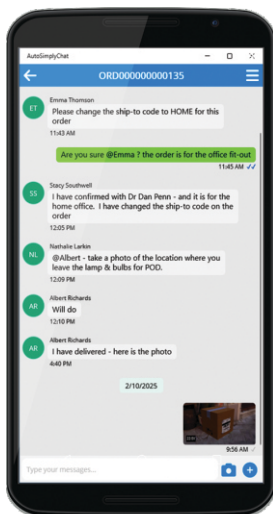 AutoSimplyChat
ORD000000000135
Emma Thomson
ET
Please change the ship-to code to HOME for this
order
11:43 AM
Are you sure @Emma ? the order is for the office fit-out
11:45 AM
Stacy Southwell
SS
I have confirmed with Dr Dan Penn - and it is for the
home office. I have changed the ship-to code on the
order
12:05 PM
Nathalie Larkin
NL
@Albert - take a photo of the location where you
leave the lamp & bulbs for POD.
12:09 PM
Albert Richards
AR
Will do
12:10 PM
Albert Richards
AR
I have delivered - here is the photo
4:40 PM
2/10/2025
9:56 AM
Type your messages...